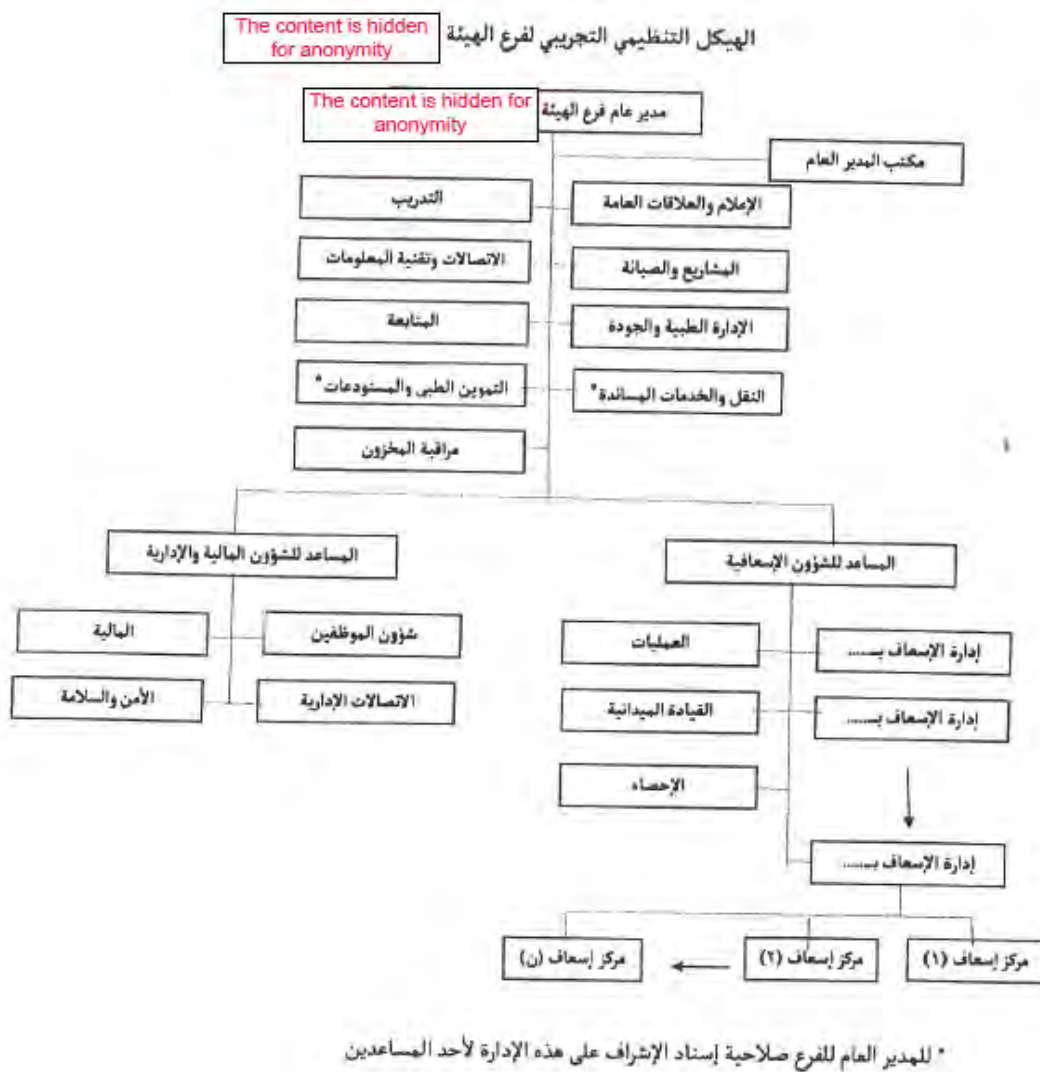 الهيكل التنظيمي التجريبي لفرع الهيئة The content is hidden for anonymity
مدير عام فرع الهيئة The content is hidden for anonymity
مكتب المدير العام
الإعلام والعلاقات العامة
التدريب
المشاريع والصيانة
الاتصالات وتقنية المعلومات
الإدارة الطبية والجودة
المتابعة
النقل والخدمات المساندة*
التموين الطبي والمستودعات*
مراقبة المخزون
المساعد للشؤون الإسعافية
المساعد للشؤون المالية والإدارية
إدارة الإسعاف بـ......
العمليات
شؤون الموظفين
المالية
إدارة الإسعاف بـ......
القيادة الميدانية
الاتصالات الإدارية
الأمن والسلامة
الإحصاء
إدارة الإسعاف بـ......
مركز إسعاف (١)
مركز إسعاف (٢)
مركز إسعاف (ن)
* للمدير العام للفرع صلاحية إسناد الإشراف على هذه الإدارة لأحد المساعدين